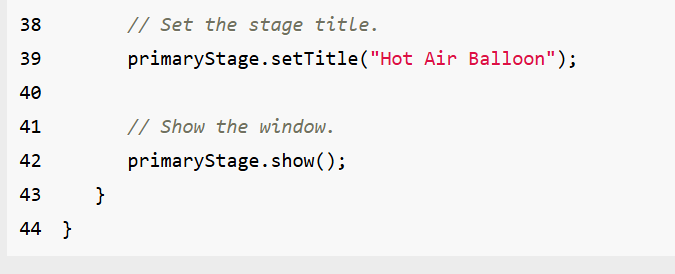 38 // Set the stage title.
39 primaryStage.setTitle("Hot Air Balloon");
40
41 // Show the window.
42 primaryStage.show();
43 }
44 }